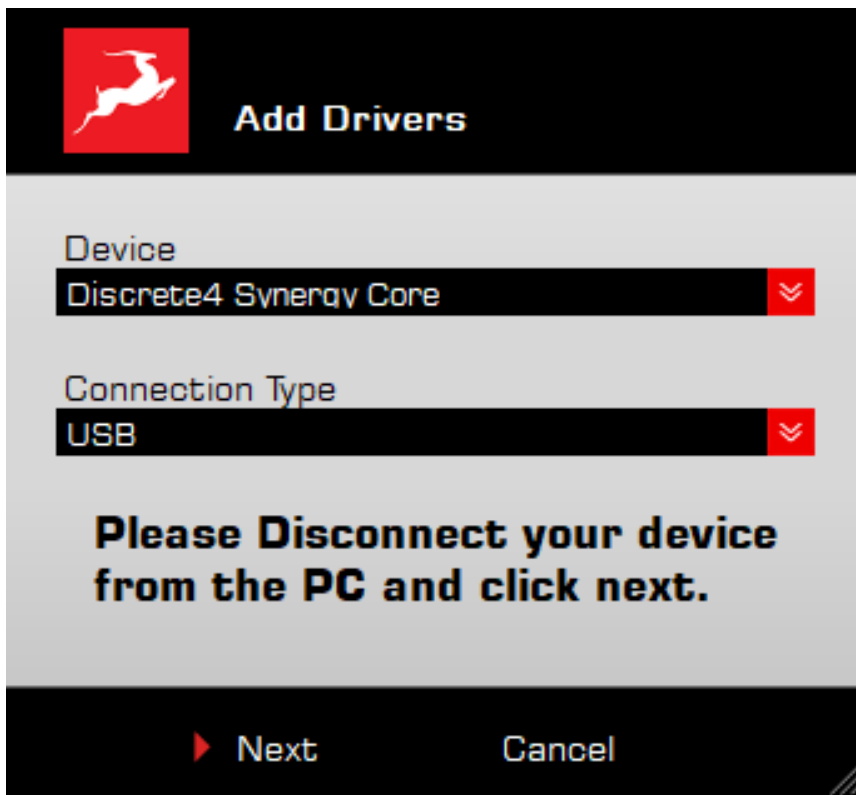 Add Drivers
Device
Discrete4 Synergy Core
Connection Type
USB
Please Disconnect your device
from the PC and click next.
Next
Cancel